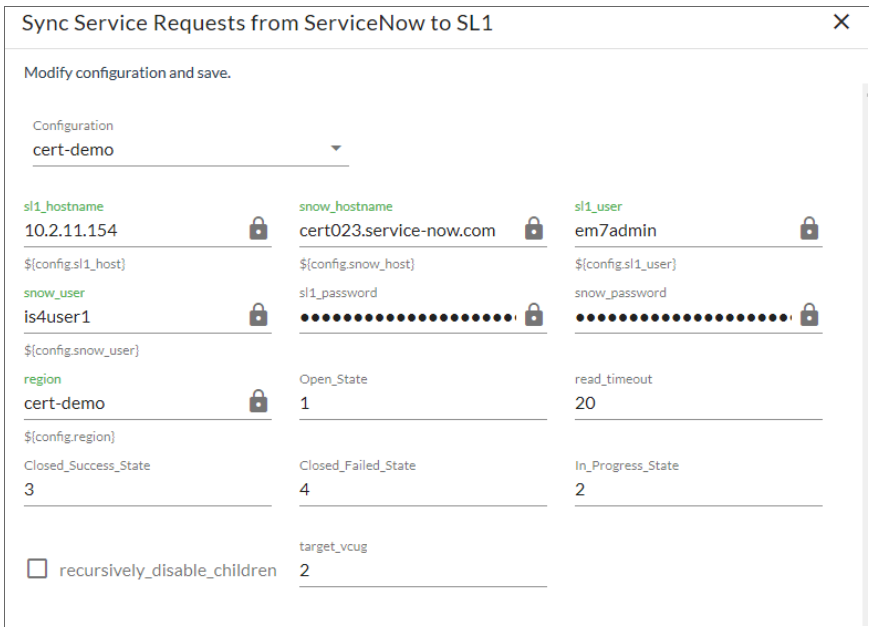 Sync Service Requests from ServiceNow to SL1
Modify configuration and save.
Configuration
cert-demo
sl1_hostname snow_hostname sl1_user
10.2.11.154 cert023.service-now.com em7admin
${config.sl1_host} ${config.snow_host} ${config.sl1_user}
snow_user sl1_password snow_password
is4user1
${config.snow_user}
region Open_State read_timeout
cert-demo 1 20
${config.region}
Closed_Success_State Closed_Failed_State In_Progress_State
3 4 2
target_vcug
recursively_disable_children 2